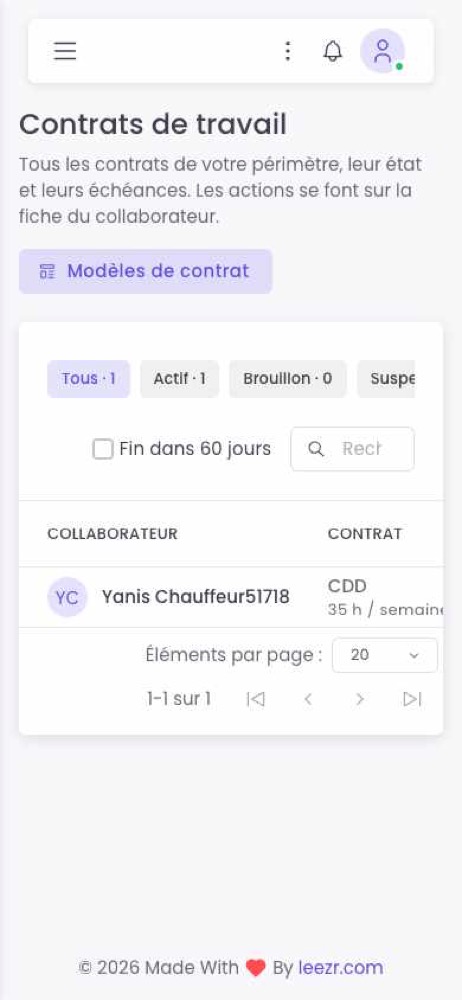 Contrats de travail
Tous les contrats de votre périmètre, leur état
et leurs échéances. Les actions se font sur la
fiche du collaborateur.
Modèles de contrat
Tous · 1 Actif · 1 Brouillon · 0 Suspe
Fin dans 60 jours Rech
COLLABORATEUR CONTRAT
YC Yanis Chauffeur51718 CDD
35 h / semaine
Éléments par page : 20
1-1 sur 1
© 2026 Made With ❤ By leezr.com